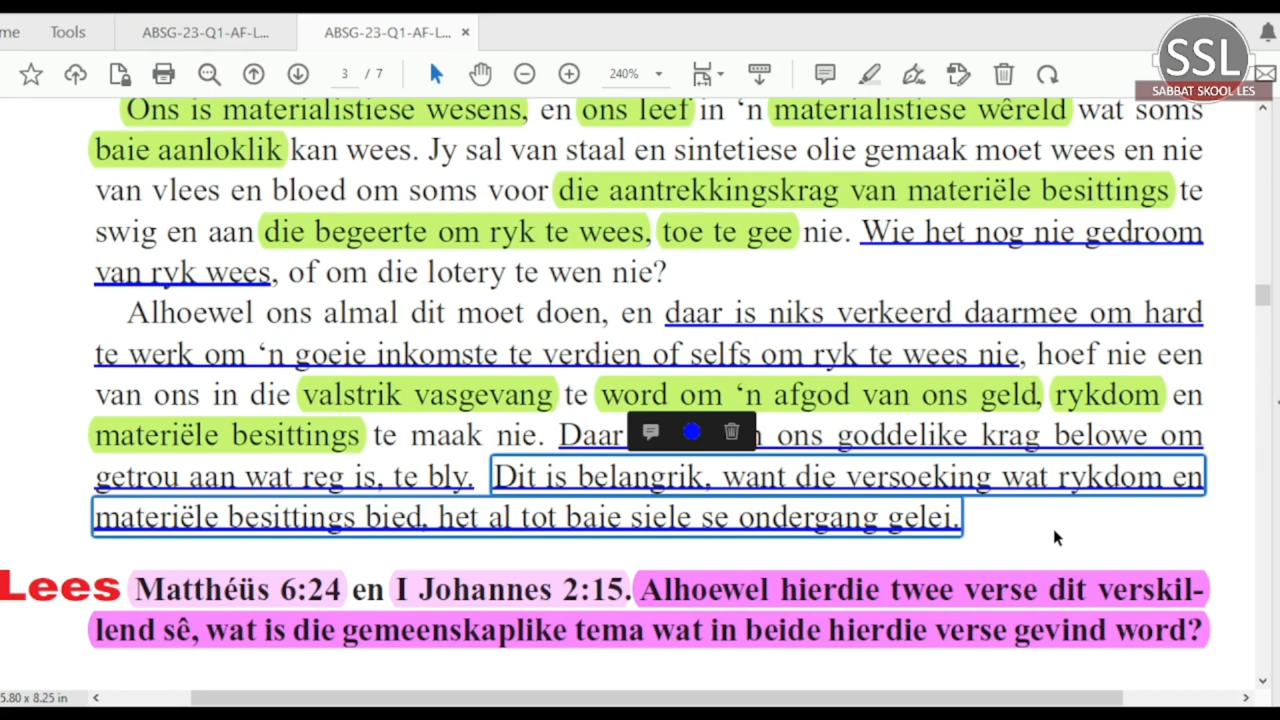 me Tools ABSG-23-Q1-AF-L... ABSG-23-Q1-AF-L... ×
SSL
SABBAT SKOOL LES
3 / 7 240%
Ons is materialistiese wesens, en ons leef in ‘n materialistiese wêreld wat soms
baie aanloklik kan wees. Jy sal van staal en sintetiese olie gemaak moet wees en nie
van vlees en bloed om soms voor die aantrekkingskrag van materiële besittings te
swig en aan die begeerte om ryk te wees, toe te gee nie. Wie het nog nie gedroom
van ryk wees, of om die lotery te wen nie?
Alhoewel ons almal dit moet doen, en daar is niks verkeerd daarmee om hard
te werk om ‘n goeie inkomste te verdien of selfs om ryk te wees nie, hoef nie een
van ons in die valstrik vasgevang te word om ‘n afgod van ons geld, rykdom en
materiële besittings te maak nie. Daar ons goddelike krag belowe om
getrou aan wat reg is, te bly. Dit is belangrik, want die versoeking wat rykdom en
materiële besittings bied, het al tot baie siele se ondergang gelei.
Lees Matthéüs 6:24 en I Johannes 2:15. Alhoewel hierdie twee verse dit verskil-
lend sê, wat is die gemeenskaplike tema wat in beide hierdie verse gevind word?
5.80 x 8.25 in